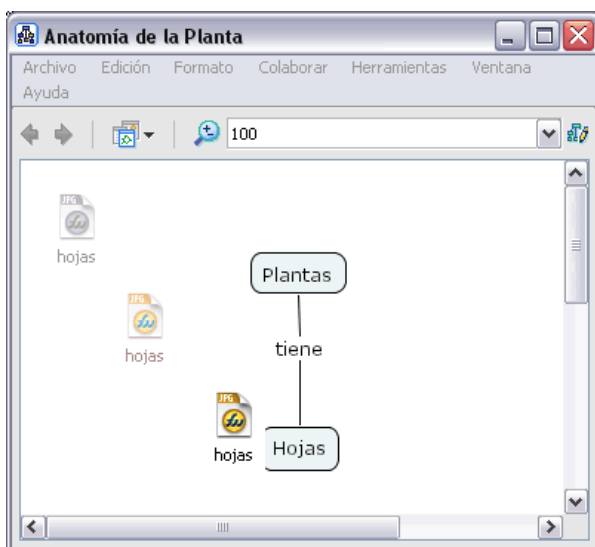 Anatomía de la Planta
Archivo Edición Formato Colaborar Herramientas Ventana
Ayuda
100
JPG
hojas
Plantas
JPG
hojas
tiene
JPG
hojas
Hojas